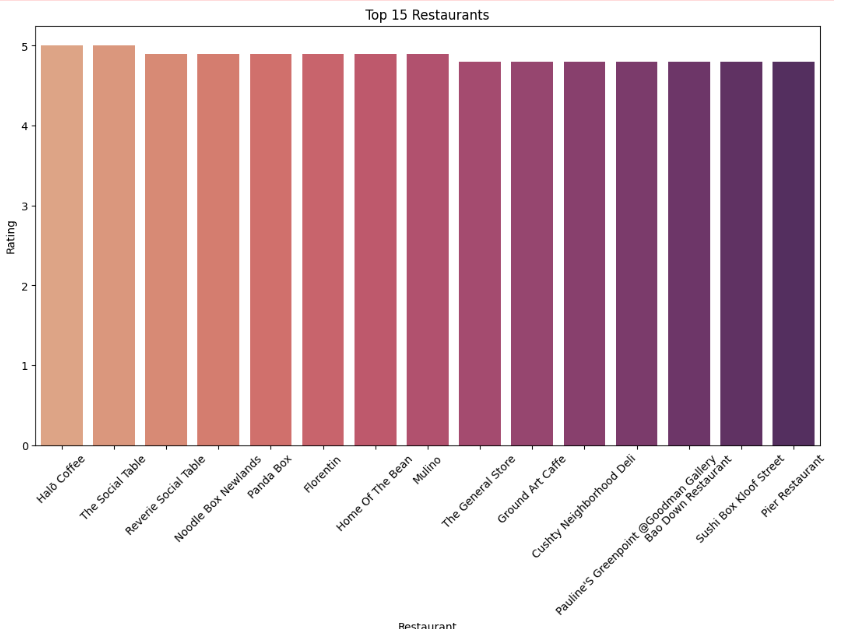 Top 15 Restaurants
Rating
5
4
3
2
1
0
Halō Coffee
The Social Table
Reverie Social Table
Noodle Box Newlands
Panda Box
Florentin
Home Of The Bean
Mulino
The General Store
Ground Art Caffe
Cushty Neighborhood Deli
Pauline'S Greenpoint @Goodman Gallery
Bao Down Restaurant
Sushi Box Kloof Street
Pier Restaurant
Restaurant